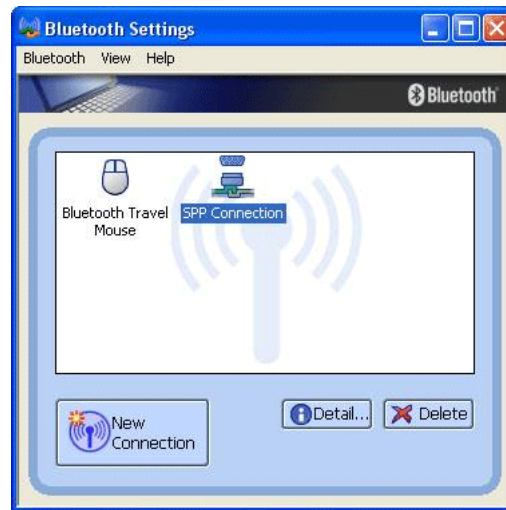 Bluetooth Settings
Bluetooth View Help
Bluetooth
Bluetooth Travel
Mouse
SPP Connection
New
Connection
Detail...
Delete